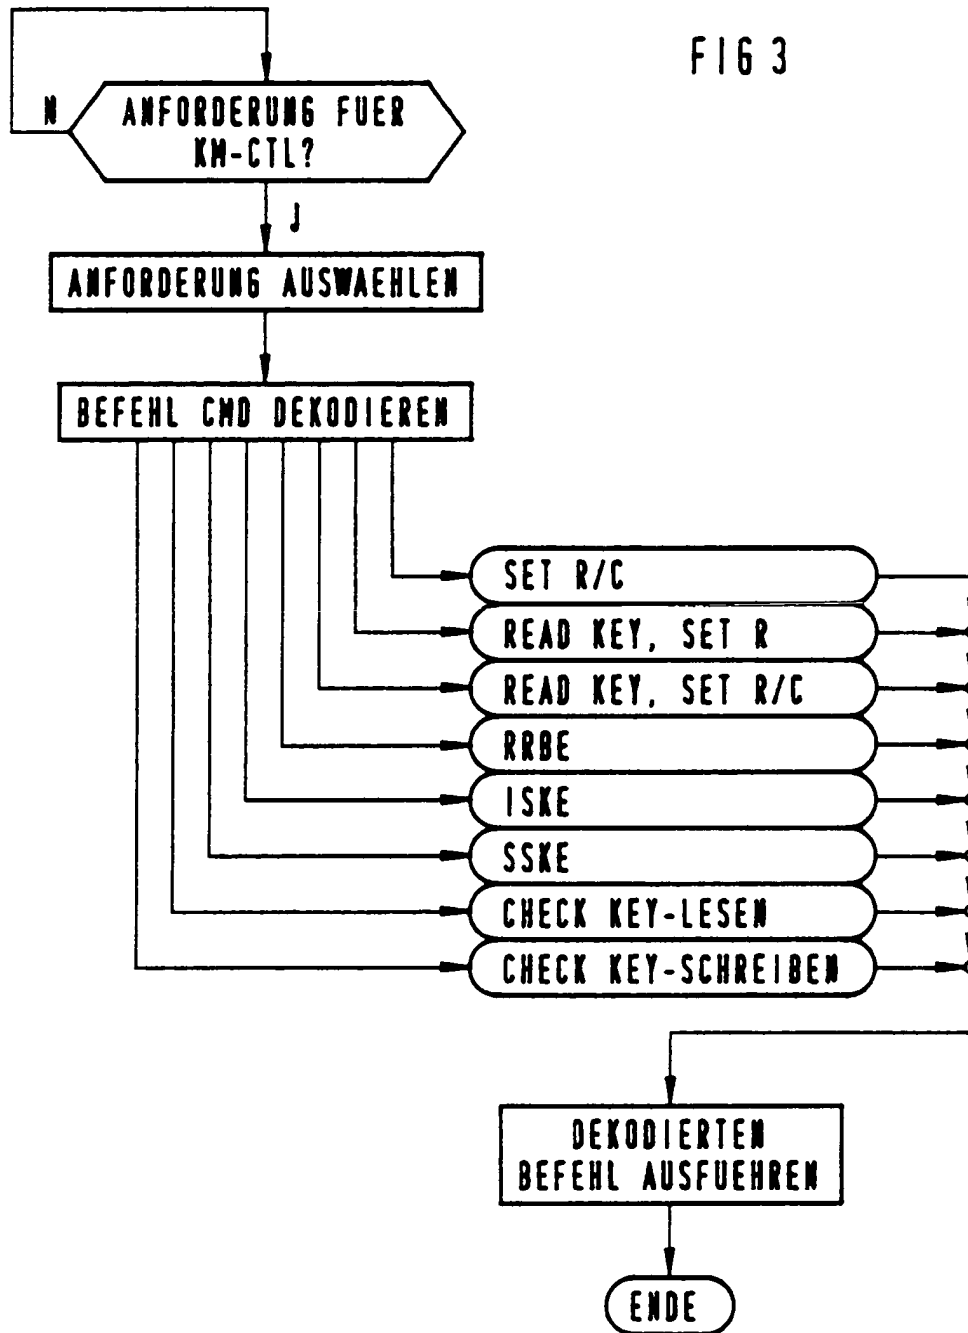 FIG 3
N
ANFORDERUNG FUER
KM-CTL?
J
ANFORDERUNG AUSWAEHLEN
BEFEHL CMD DEKODIEREN
SET R/C
READ KEY, SET R
READ KEY, SET R/C
RRBE
ISKE
SSKE
CHECK KEY-LESEN
CHECK KEY-SCHREIBEN
DEKODIERTEN
BEFEHL AUSFUEHREN
ENDE